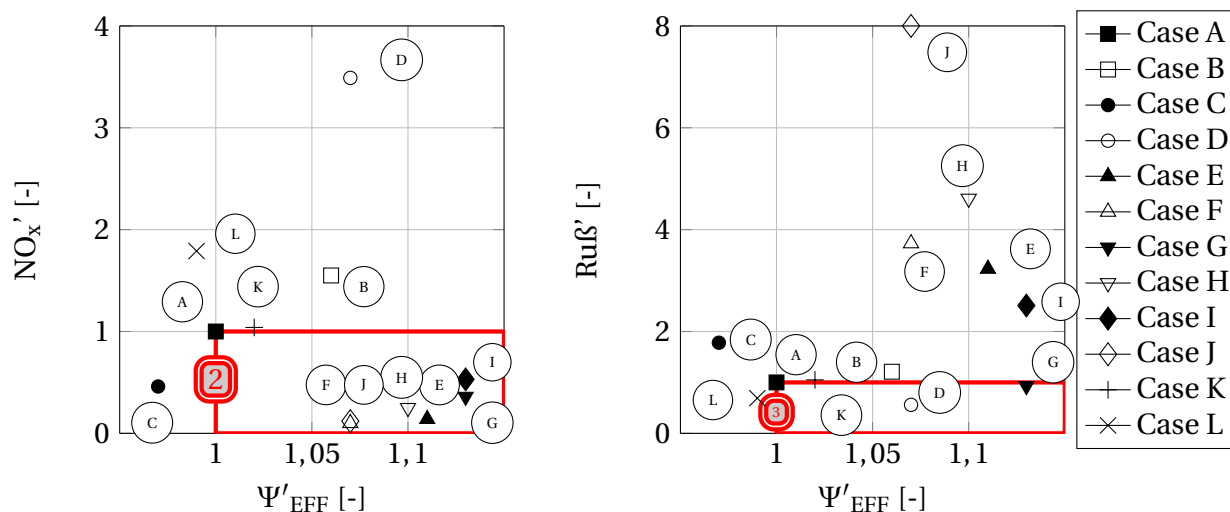 4
3
2
1
0
1
1,05
1,1
NOx' [-]
Ψ'EFF [-]
D
L
K
B
A
2
F
J
H
E
I
C
G
8
6
4
2
0
1
1,05
1,1
Ruß' [-]
Ψ'EFF [-]
J
H
E
F
I
C
A
B
G
L
D
K
3
Case A
Case B
Case C
Case D
Case E
Case F
Case G
Case H
Case I
Case J
Case K
Case L